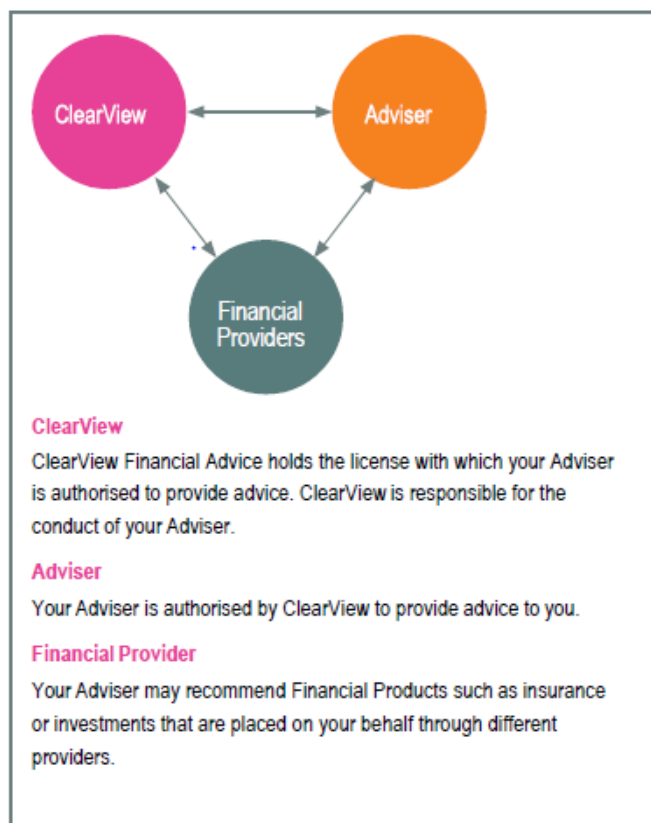 ClearView
Adviser
Financial
Providers
ClearView
ClearView Financial Advice holds the license with which your Adviser
is authorised to provide advice. ClearView is responsible for the
conduct of your Adviser.
Adviser
Your Adviser is authorised by ClearView to provide advice to you.
Financial Provider
Your Adviser may recommend Financial Products such as insurance
or investments that are placed on your behalf through different
providers.